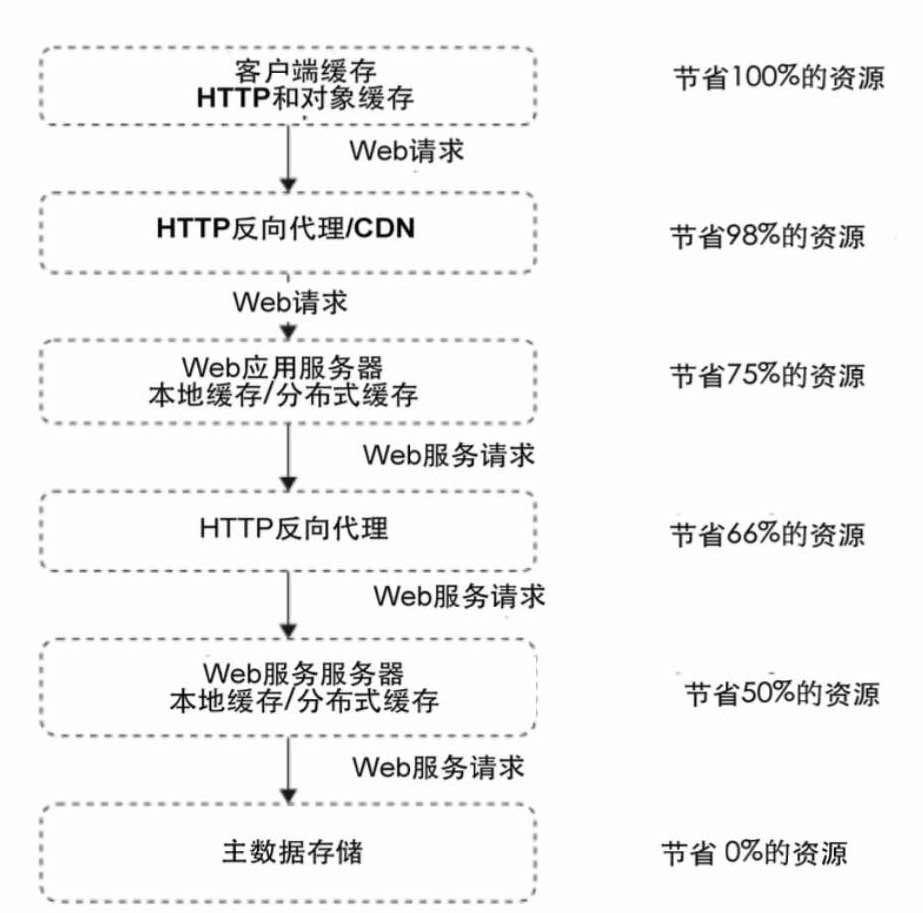 客户端缓存
HTTP和对象缓存
节省100%的资源
Web请求
HTTP反向代理/CDN
节省98%的资源
Web请求
Web应用服务器
本地缓存/分布式缓存
节省75%的资源
Web服务请求
HTTP反向代理
节省66%的资源
Web服务请求
Web服务服务器
本地缓存/分布式缓存
节省50%的资源
Web服务请求
主数据存储
节省 0%的资源